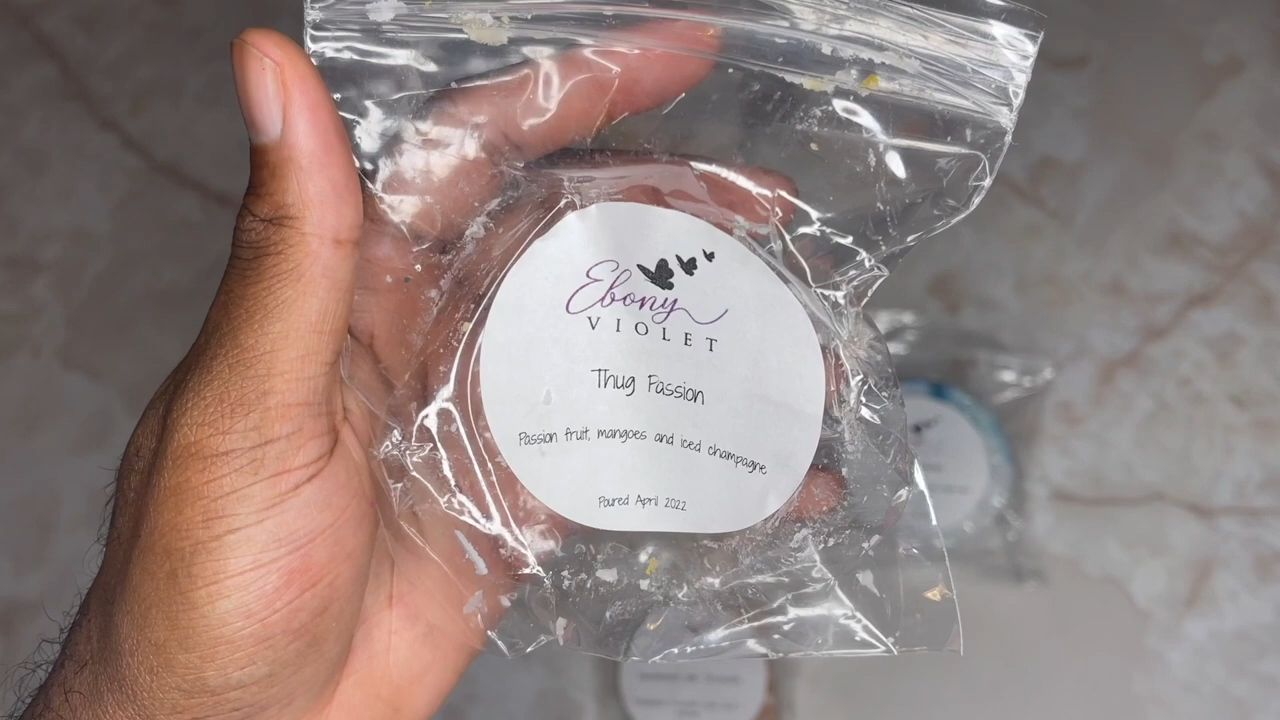 Ebony
VIOLET
Thug Passion
Passion fruit, mangoes and iced champagne
Poured April 2022